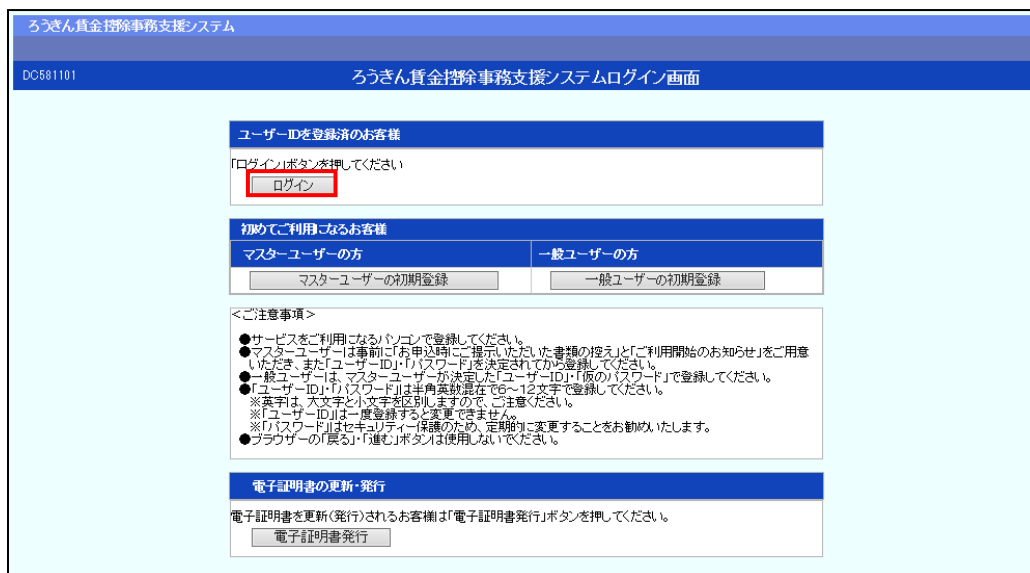 ろうきん賃金控除事務支援システム
DC581101
ろうきん賃金控除事務支援システムログイン画面
ユーザーIDを登録済のお客様
「ログイン」ボタンを押してください
ログイン
初めてご利用になるお客様
マスターユーザーの方
一般ユーザーの方
マスターユーザーの初期登録
一般ユーザーの初期登録
<ご注意事項>
●サービスをご利用になるパソコンで登録してください。
●マスターユーザーは事前に「お申込時にご提示いただいた書類の控え」と「ご利用開始のお知らせ」をご用意
いただき、また「ユーザーID」・「パスワード」を決定されてから登録してください。
●一般ユーザーは、マスターユーザーが決定した「ユーザーID」・「仮のパスワード」で登録してください。
●「ユーザーID」・「パスワード」は半角英数混在で6～12文字で登録してください。
※英字は、大文字と小文字を区別しますので、ご注意ください。
※「ユーザーID」は一度登録すると変更できません。
※「パスワード」はセキュリティー保護のため、定期的に変更することをお勧めいたします。
●ブラウザーの「戻る」・「進む」ボタンは使用しないでください。
電子証明書の更新・発行
電子証明書を更新(発行)されるお客様は「電子証明書発行」ボタンを押してください。
電子証明書発行